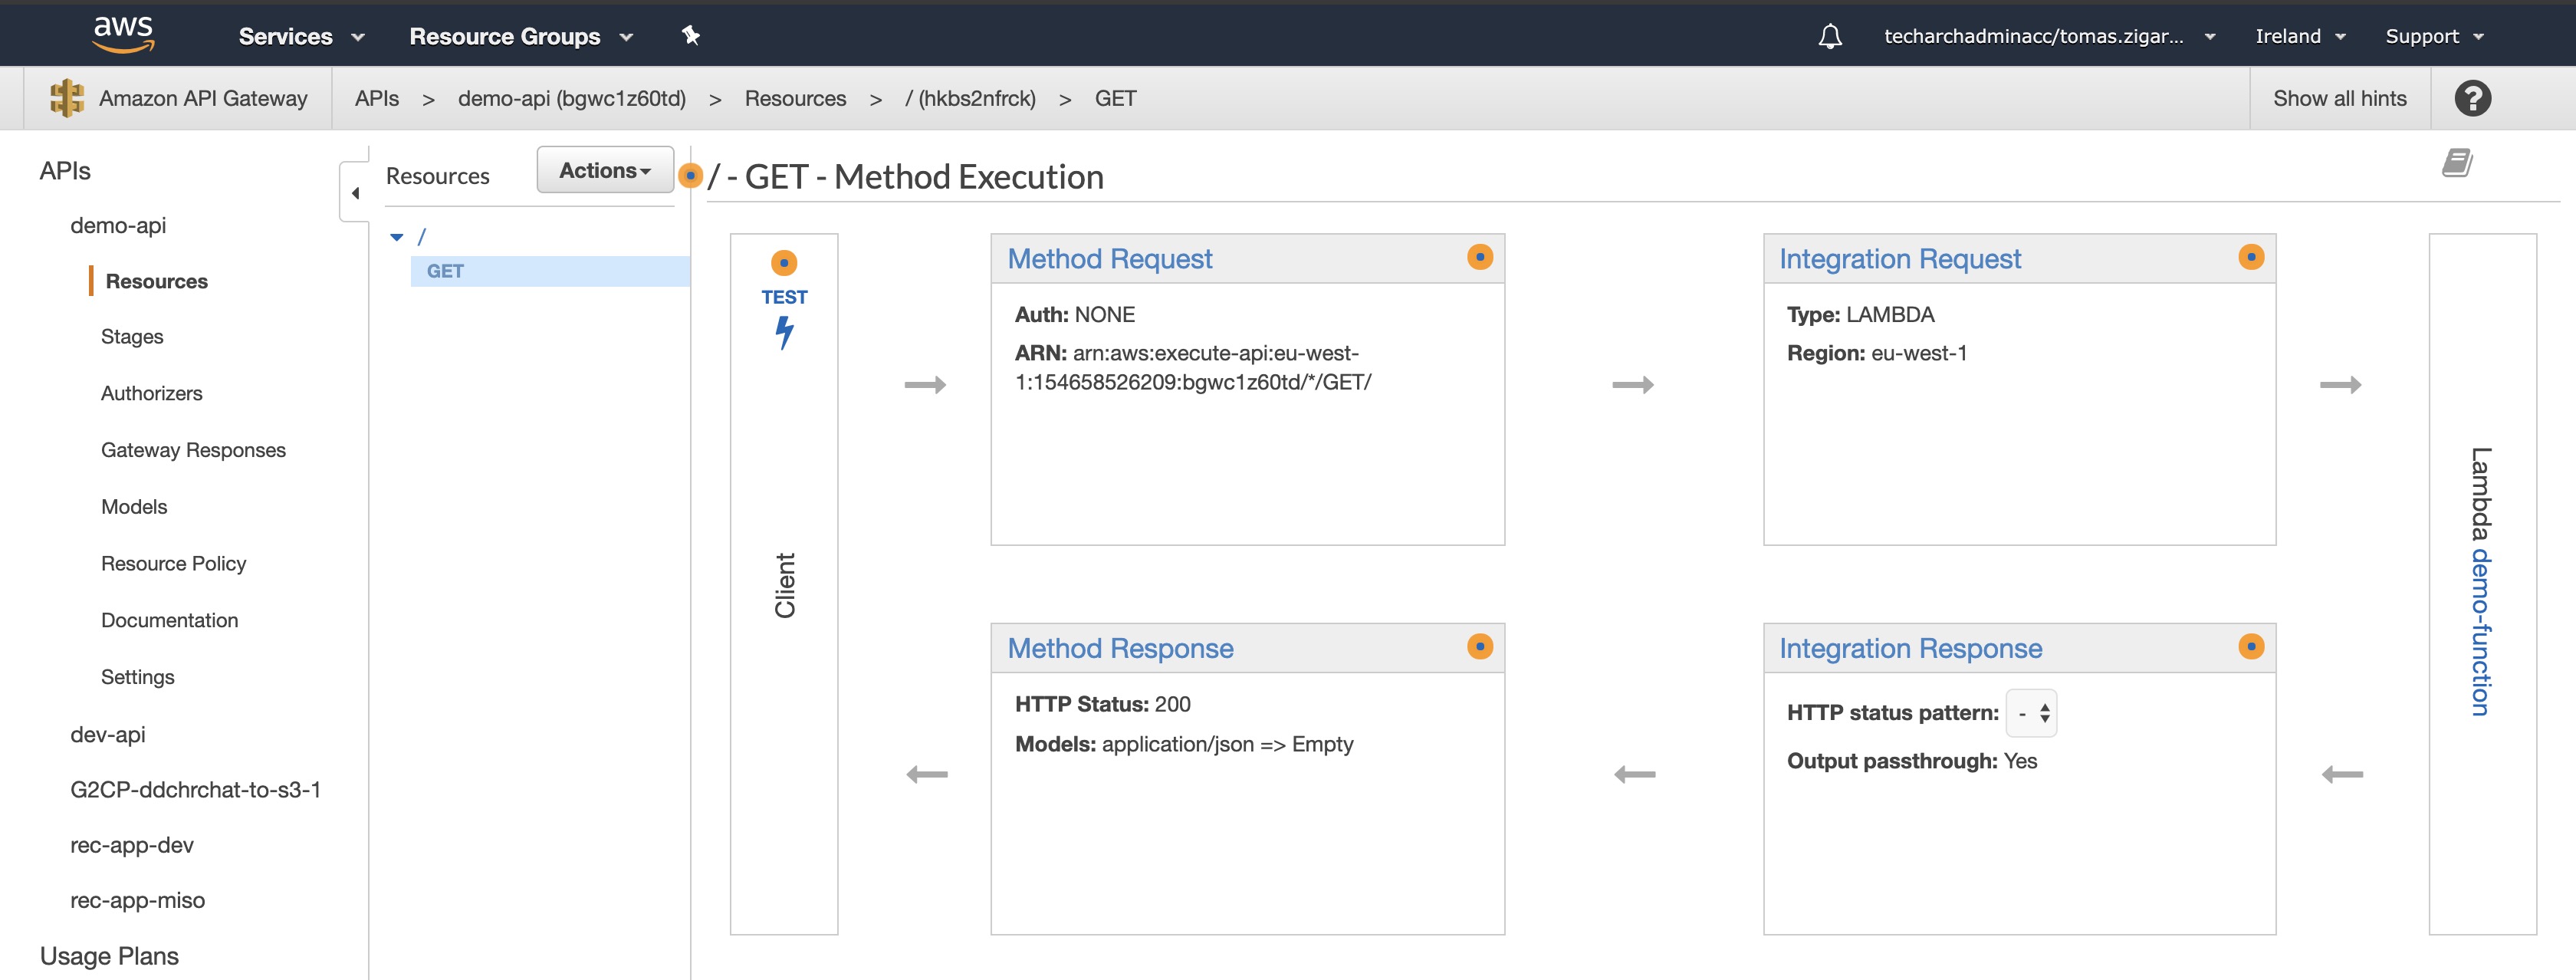 aws
Services
Resource Groups
techarchadminacc/tomas.zigar...
Ireland
Support
Amazon API Gateway
APIs > demo-api (bgwc1z60td) > Resources > / (hkbs2nfrck) > GET
Show all hints
?
APIs
demo-api
Resources
Stages
Authorizers
Gateway Responses
Models
Resource Policy
Documentation
Settings
dev-api
G2CP-ddchrchat-to-s3-1
rec-app-dev
rec-app-miso
Usage Plans
Resources
Actions
/
GET
/ - GET - Method Execution
TEST
Client
Method Request
Auth: NONE
ARN: arn:aws:execute-api:eu-west-
1:154658526209:bgwc1z60td/*/GET/
Integration Request
Type: LAMBDA
Region: eu-west-1
Lambda demo-function
Method Response
HTTP Status: 200
Models: application/json => Empty
Integration Response
HTTP status pattern: -
Output passthrough: Yes